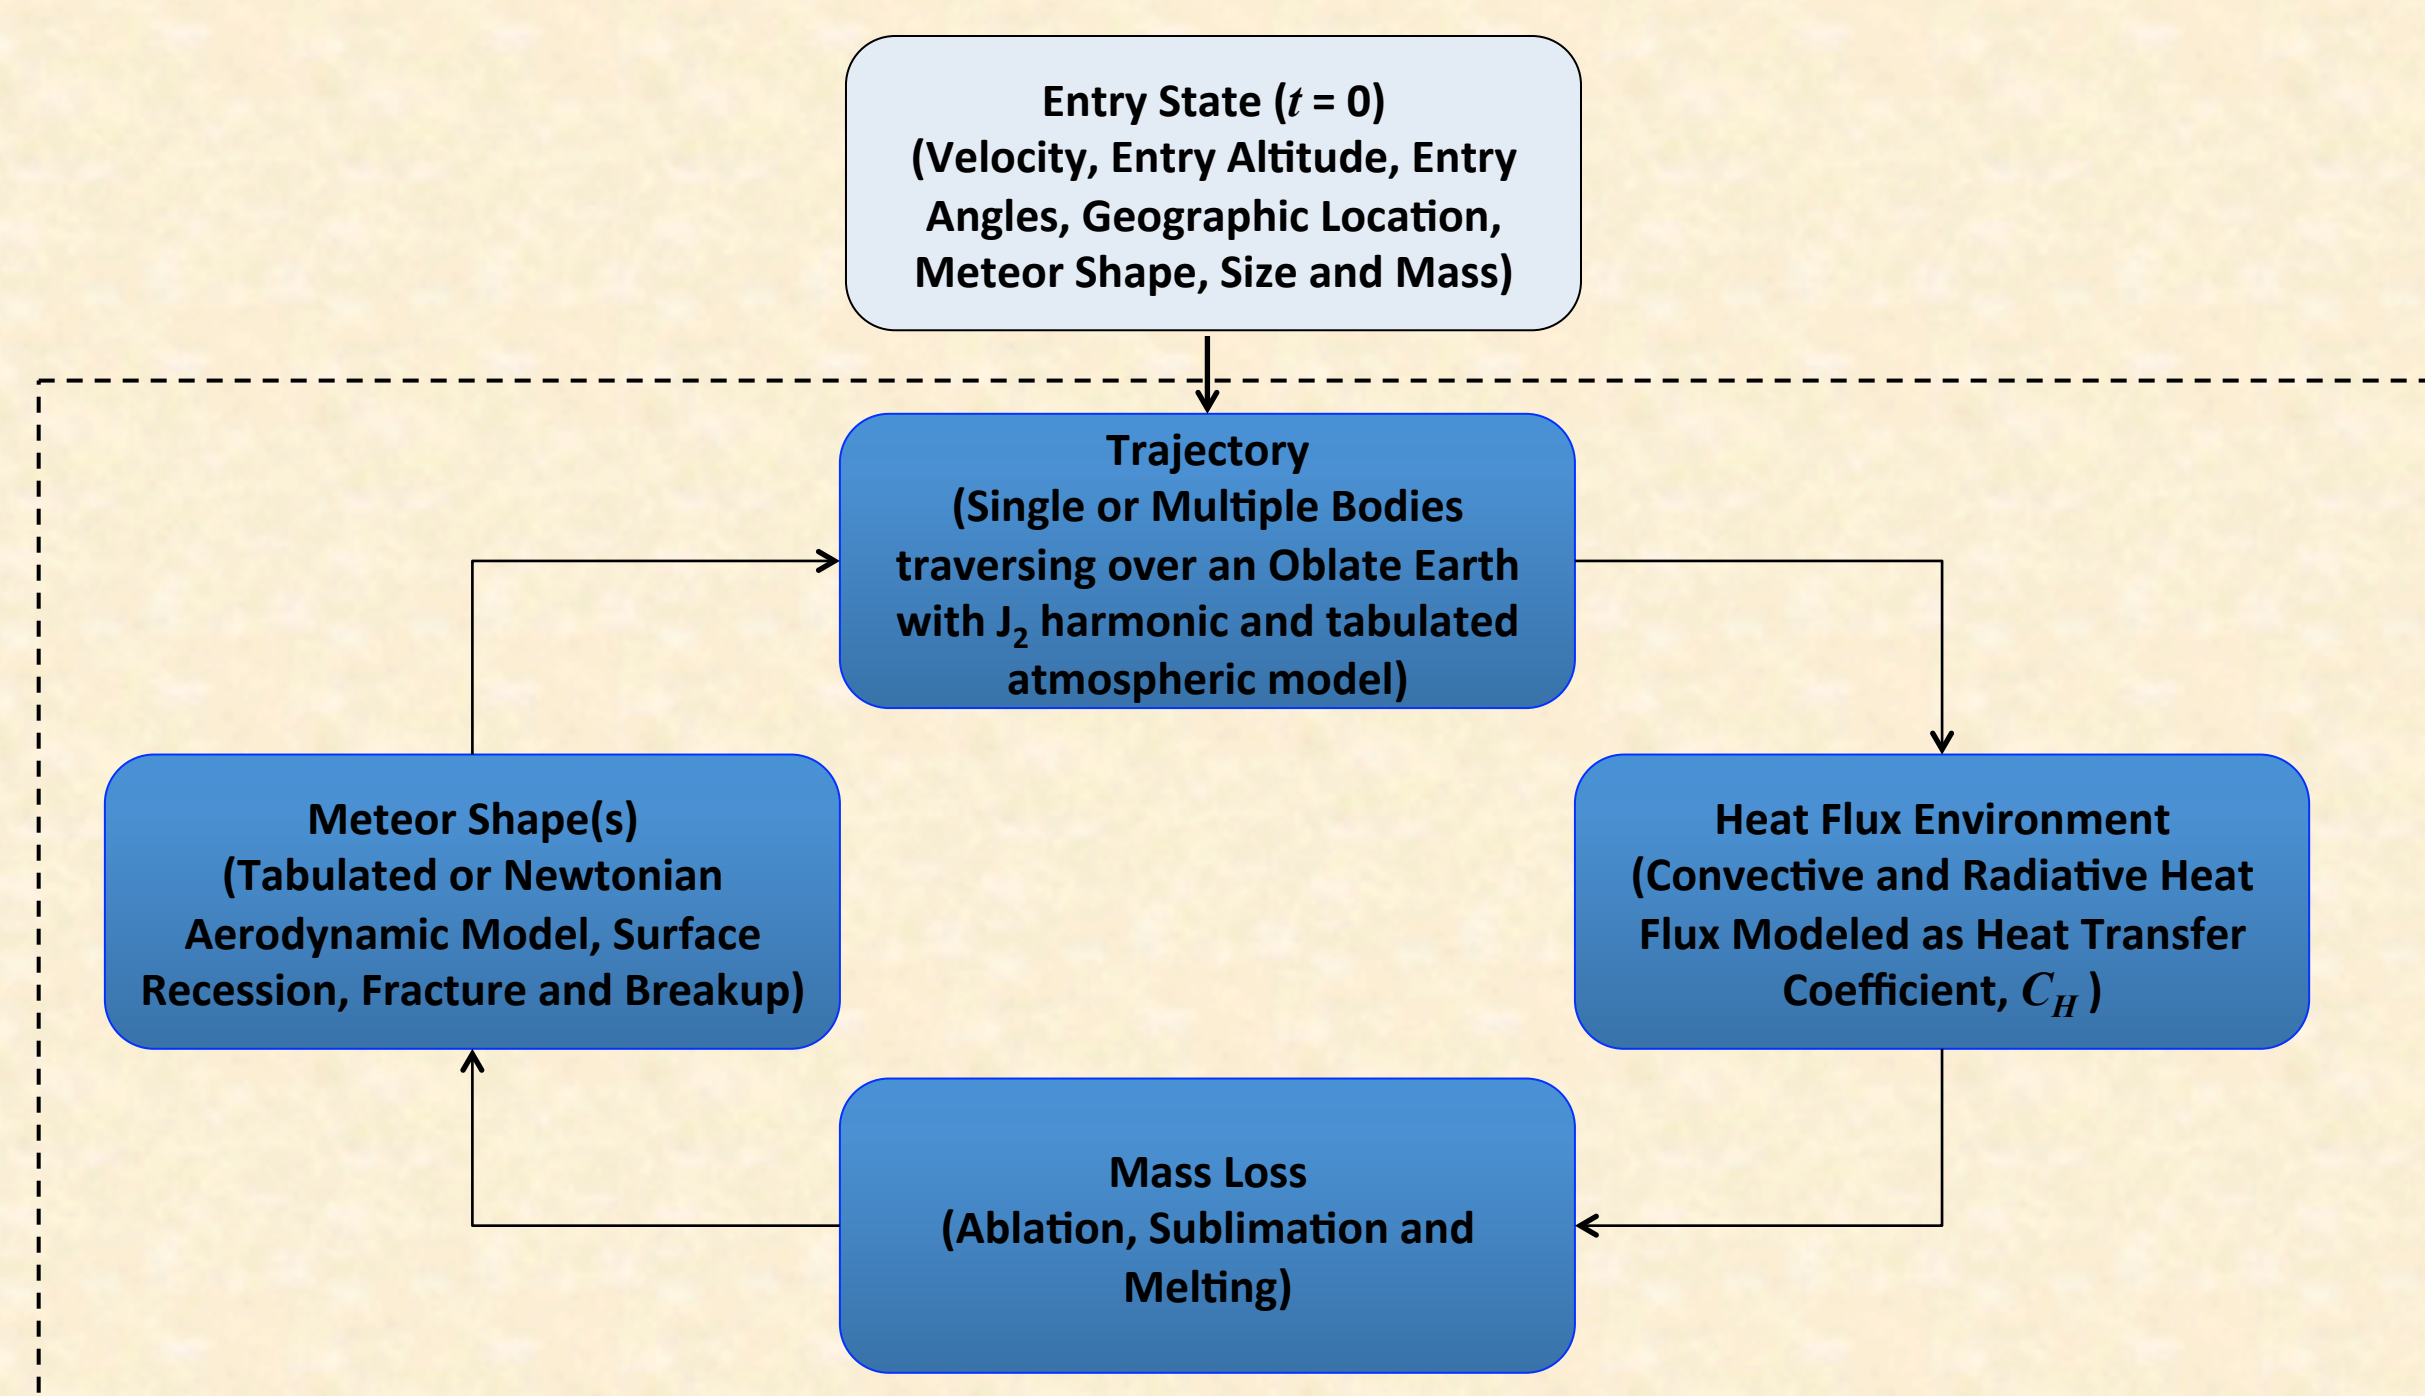 Entry State (t = 0)
(Velocity, Entry Altitude, Entry
Angles, Geographic Location,
Meteor Shape, Size and Mass)
Trajectory
(Single or Multiple Bodies
traversing over an Oblate Earth
with J₂ harmonic and tabulated
atmospheric model)
Meteor Shape(s)
(Tabulated or Newtonian
Aerodynamic Model, Surface
Recession, Fracture and Breakup)
Heat Flux Environment
(Convective and Radiative Heat
Flux Modeled as Heat Transfer
Coefficient, C_H )
Mass Loss
(Ablation, Sublimation and
Melting)